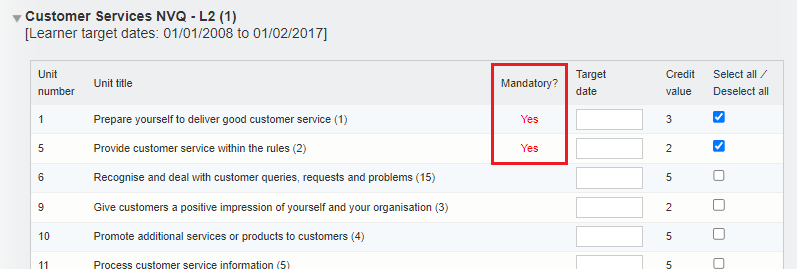 Customer Services NVQ - L2 (1)
[Learner target dates: 01/01/2008 to 01/02/2017]
Unit number Unit title Mandatory? Target date Credit value Select all / Deselect all
1 Prepare yourself to deliver good customer service (1) Yes 3
5 Provide customer service within the rules (2) Yes 2
6 Recognise and deal with customer queries, requests and problems (15) 5
9 Give customers a positive impression of yourself and your organisation (3) 2
10 Promote additional services or products to customers (4) 5
11 Process customer service information (5) 5